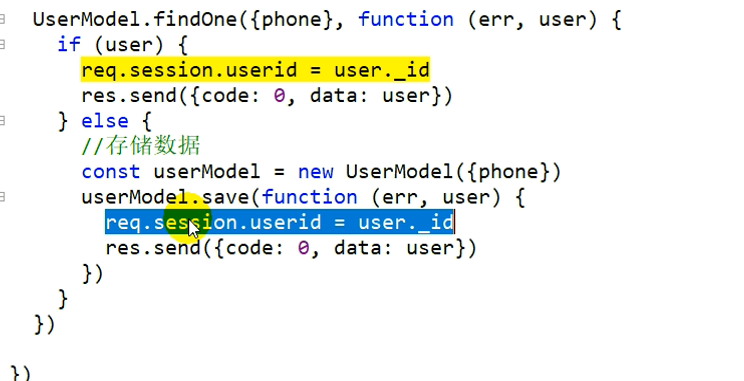 UserModel.findOne({phone}, function (err, user) {
if (user) {
req.session.userid = user._id
res.send({code: 0, data: user})
} else {
//存储数据
const userModel = new UserModel({phone})
userModel.save(function (err, user) {
req.session.userid = user._id
res.send({code: 0, data: user})
})
}
})
})